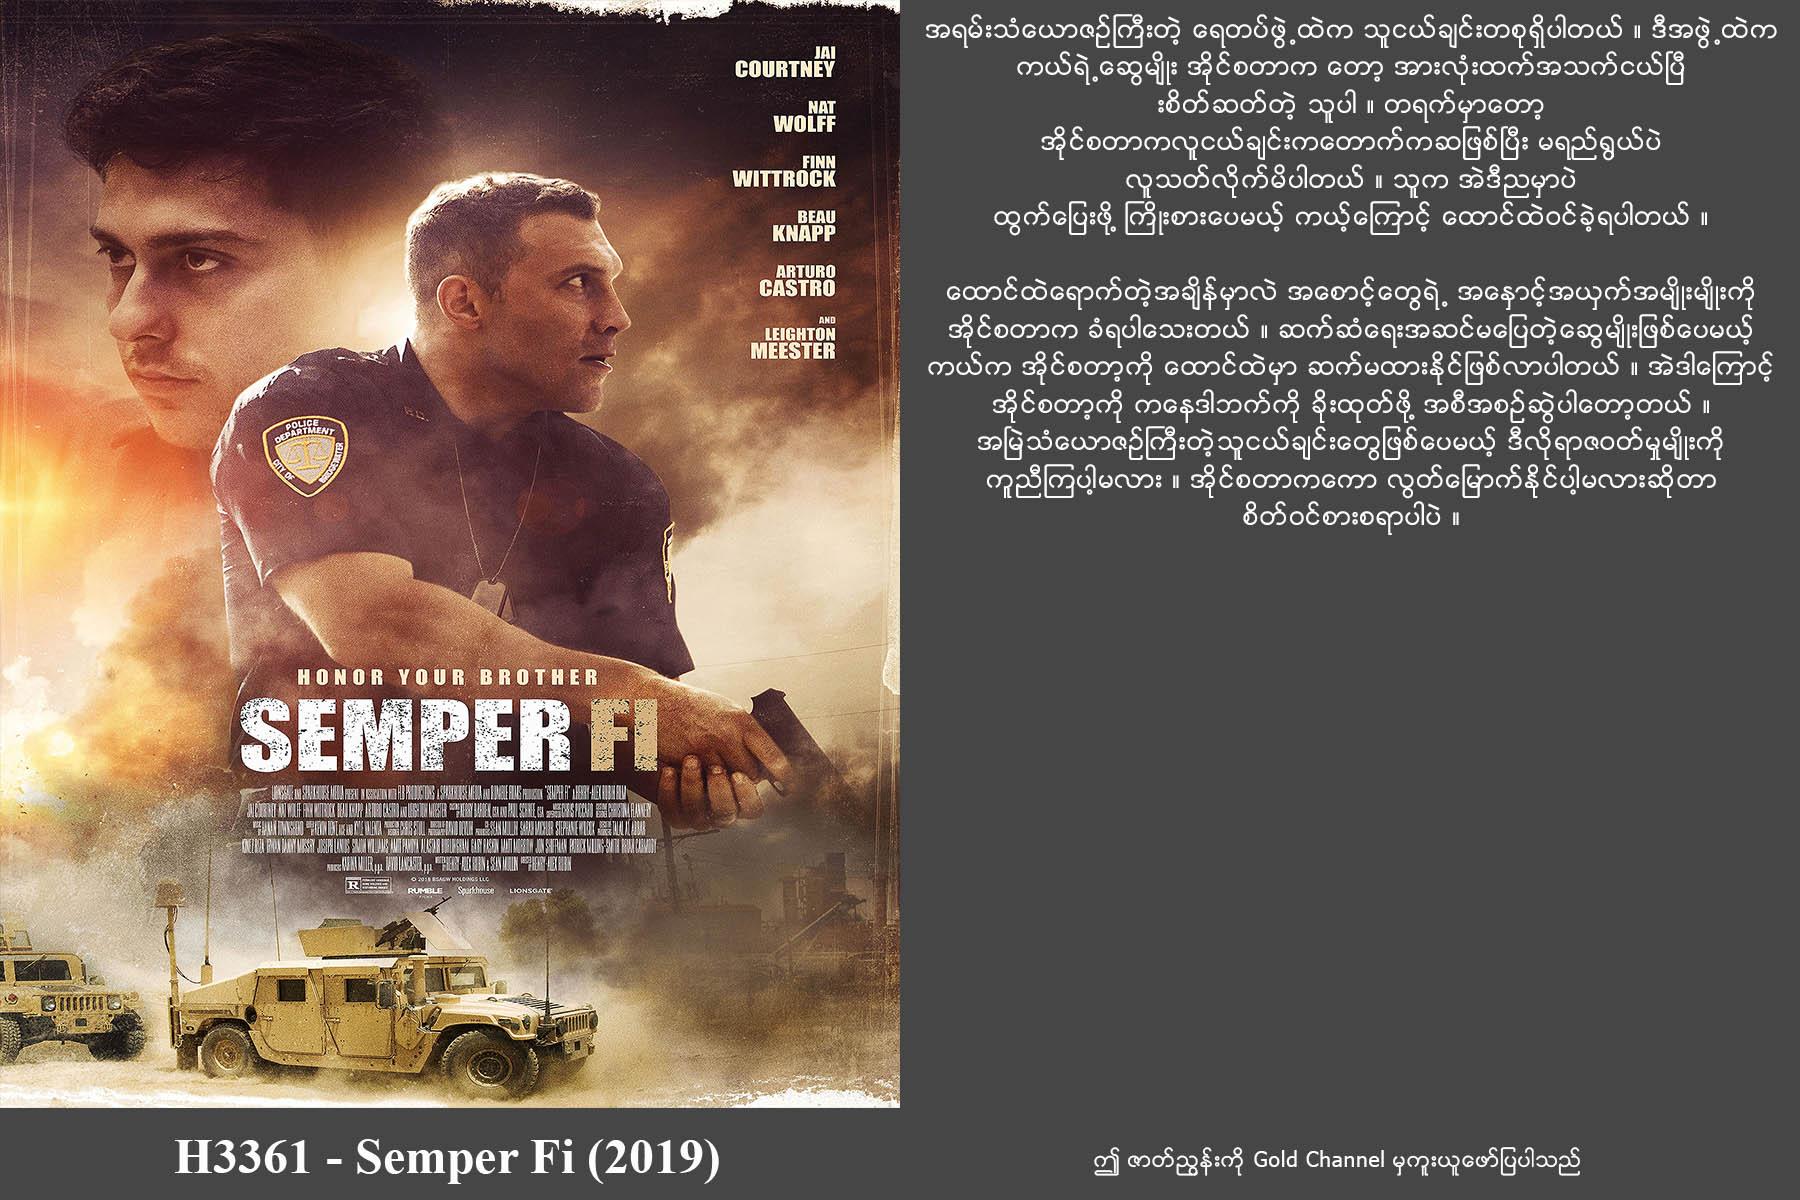 JAI
COURTNEY
NAT
WOLFF
FINN
WITTROCK
BEAU
KNAPP
ARTURO
CASTRO
AND
LEIGHTON
MEESTER
POLICE
DEPARTMENT
CITY OF
BRIDGEWATER
HONOR YOUR BROTHER
SEMPER FI
© 2019 BSAGW HOLDINGS LLC
R
RUMBLE
FILMS
Sparkhouse
LIONSGATE
H3361 - Semper Fi (2019)
အရမ်းသံယောဇဉ်ကြီးတဲ့ ရေတပ်ဖွဲ့ထဲက သူငယ်ချင်းတစုရှိပါတယ် ။ ဒီအဖွဲ့ထဲက
ကယ်ရဲ့ဆွေမျိုး အိုင်စတာက တော့ အားလုံးထက်အသက်ငယ်ပြီ
းစိတ်ဆတ်တဲ့ သူပါ ။ တရက်မှာတော့
အိုင်စတာကလူငယ်ချင်းကတောက်ကဆဖြစ်ပြီး မရည်ရွယ်ပဲ
လူသတ်လိုက်မိပါတယ် ။ သူက အဲဒီညမှာပဲ
ထွက်ပြေးဖို့ ကြိုးစားပေမယ့် ကယ့်ကြောင့် ထောင်ထဲဝင်ခဲ့ရပါတယ် ။
ထောင်ထဲရောက်တဲ့အချိန်မှာလဲ အစောင့်တွေရဲ့ အနှောင့်အယှက်အမျိုးမျိုးကို
အိုင်စတာက ခံရပါသေးတယ် ။ ဆက်ဆံရေးအဆင်မပြေတဲ့ဆွေမျိုးဖြစ်ပေမယ့်
ကယ်က အိုင်စတာ့ကို ထောင်ထဲမှာ ဆက်မထားနိုင်ဖြစ်လာပါတယ် ။ အဲဒါကြောင့်
အိုင်စတာ့ကို ကနေဒါဘက်ကို ခိုးထုတ်ဖို့ အစီအစဉ်ဆွဲပါတော့တယ် ။
အမြဲသံယောဇဉ်ကြီးတဲ့သူငယ်ချင်းတွေဖြစ်ပေမယ့် ဒီလိုရာဇဝတ်မှုမျိုးကို
ကူညီကြပါ့မလား ။ အိုင်စတာကကော လွတ်မြောက်နိုင်ပါ့မလားဆိုတာ
စိတ်ဝင်စားစရာပါပဲ ။
ဤ ဇာတ်ညွှန်းကို Gold Channel မှကူးယူဖော်ပြပါသည်